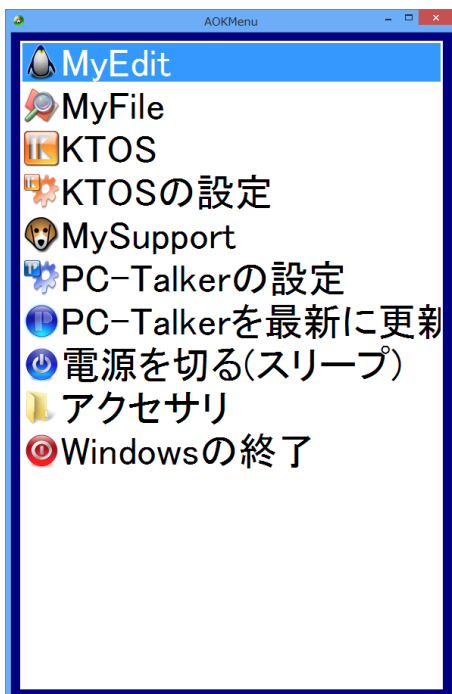 AOKMenu
MyEdit
MyFile
KTOS
KTOSの設定
MySupport
PC-Talkerの設定
PC-Talkerを最新に更新
電源を切る(スリープ)
アクセサリ
Windowsの終了